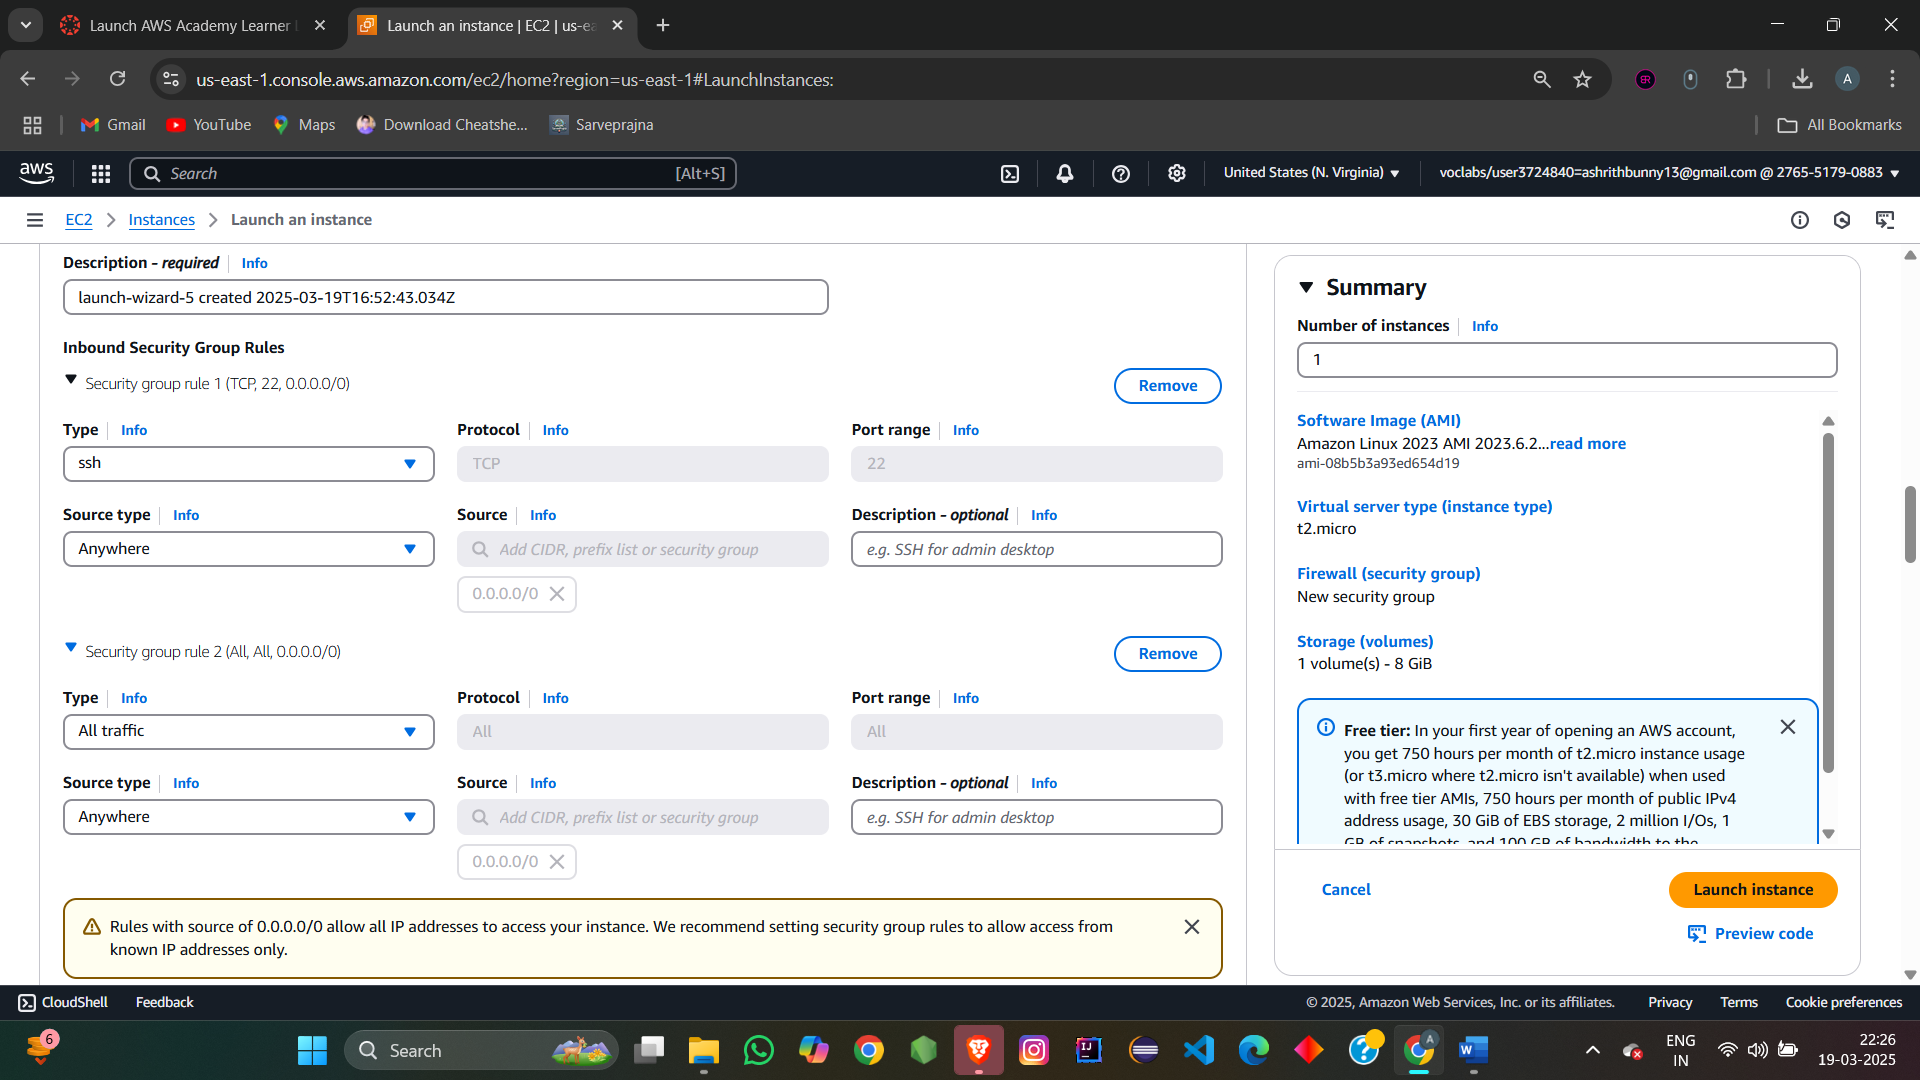 Launch AWS Academy Learner L
Launch an instance | EC2 | us-ea
us-east-1.console.aws.amazon.com/ec2/home?region=us-east-1#LaunchInstances:
A
Gmail
YouTube
Maps
Download Cheatshe...
Sarveprajna
All Bookmarks
aws
Search
[Alt+S]
United States (N. Virginia)
voclabs/user3724840=ashrithbunny13@gmail.com @ 2765-5179-0883
EC2
Instances
Launch an instance
Description - required
Info
launch-wizard-5 created 2025-03-19T16:52:43.034Z
Inbound Security Group Rules
Security group rule 1 (TCP, 22, 0.0.0.0/0)
Remove
Type
Info
Protocol
Info
Port range
Info
ssh
TCP
22
Source type
Info
Source
Info
Description - optional
Info
Anywhere
Add CIDR, prefix list or security group
e.g. SSH for admin desktop
0.0.0.0/0
Security group rule 2 (All, All, 0.0.0.0/0)
Remove
Type
Info
Protocol
Info
Port range
Info
All traffic
All
All
Source type
Info
Source
Info
Description - optional
Info
Anywhere
Add CIDR, prefix list or security group
e.g. SSH for admin desktop
0.0.0.0/0
Rules with source of 0.0.0.0/0 allow all IP addresses to access your instance. We recommend setting security group rules to allow access from
known IP addresses only.
Summary
Number of instances
Info
1
Software Image (AMI)
Amazon Linux 2023 AMI 2023.6.2...read more
ami-08b5b3a93ed654d19
Virtual server type (instance type)
t2.micro
Firewall (security group)
New security group
Storage (volumes)
1 volume(s) - 8 GiB
Free tier: In your first year of opening an AWS account,
you get 750 hours per month of t2.micro instance usage
(or t3.micro where t2.micro isn't available) when used
with free tier AMIs, 750 hours per month of public IPv4
address usage, 30 GiB of EBS storage, 2 million I/Os, 1
GB of snapshots, and 100 GB of bandwidth to the
Cancel
Launch instance
Preview code
CloudShell
Feedback
© 2025, Amazon Web Services, Inc. or its affiliates.
Privacy
Terms
Cookie preferences
6
Search
ENG
IN
22:26
19-03-2025